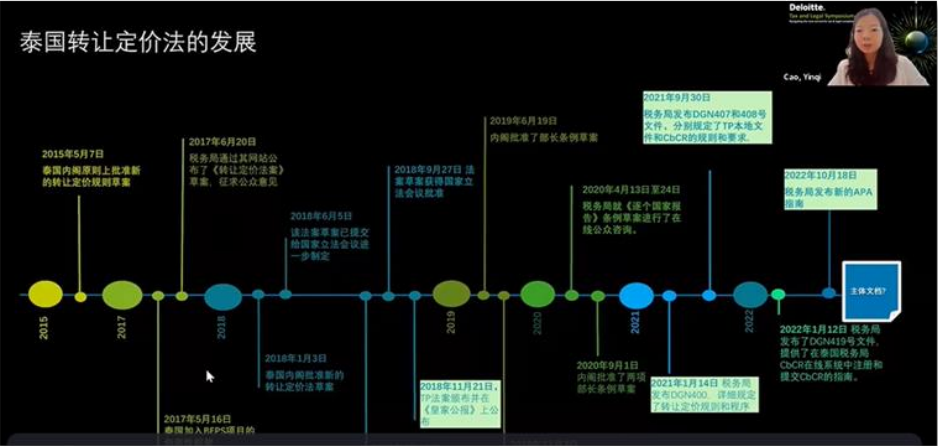 Deloitte.
Tax and Legal Symposium
泰国转让定价法的发展
Cao, Yinqi
2015年5月7日
泰国内阁原则上批准新
的转让定价规则草案
2017年6月20日
税务局通过其网站公
布了《转让定价法案》
草案，征求公众意见
2018年6月5日
该法案草案已提交
给国家立法会议进
一步制定
2018年9月27日 法
案草案获得国家立
法会议批准
2019年6月19日
内阁批准了部长条例草案
2020年4月13日至24日
税务局就《逐个国家报
告》条例草案进行了在
线公众咨询。
2021年9月30日
税务局发布DGN407和408号
文件，分别规定了TP本地文
件和CbCR的规则和要求.
2022年10月18日
税务局发布新的APA
指南
主体文档?
2015
2017
2018
2019
2020
2021
2022
2017年5月16日
泰国加入BEPS项目的
2018年1月3日
泰国内阁批准新的
转让定价法草案
2018年11月21日，
TP法案颁布并在
《皇家公报》上公
布
2020年9月1日
内阁批准了两项
部长条例草案
2021年1月14日 税务局
发布DGN400，详细规定
了转让定价规则和程序
2022年1月12日 税务局
发布了DGN419号文件，
提供了在泰国税务局
CbCR在线系统中注册和
提交CbCR的指南。